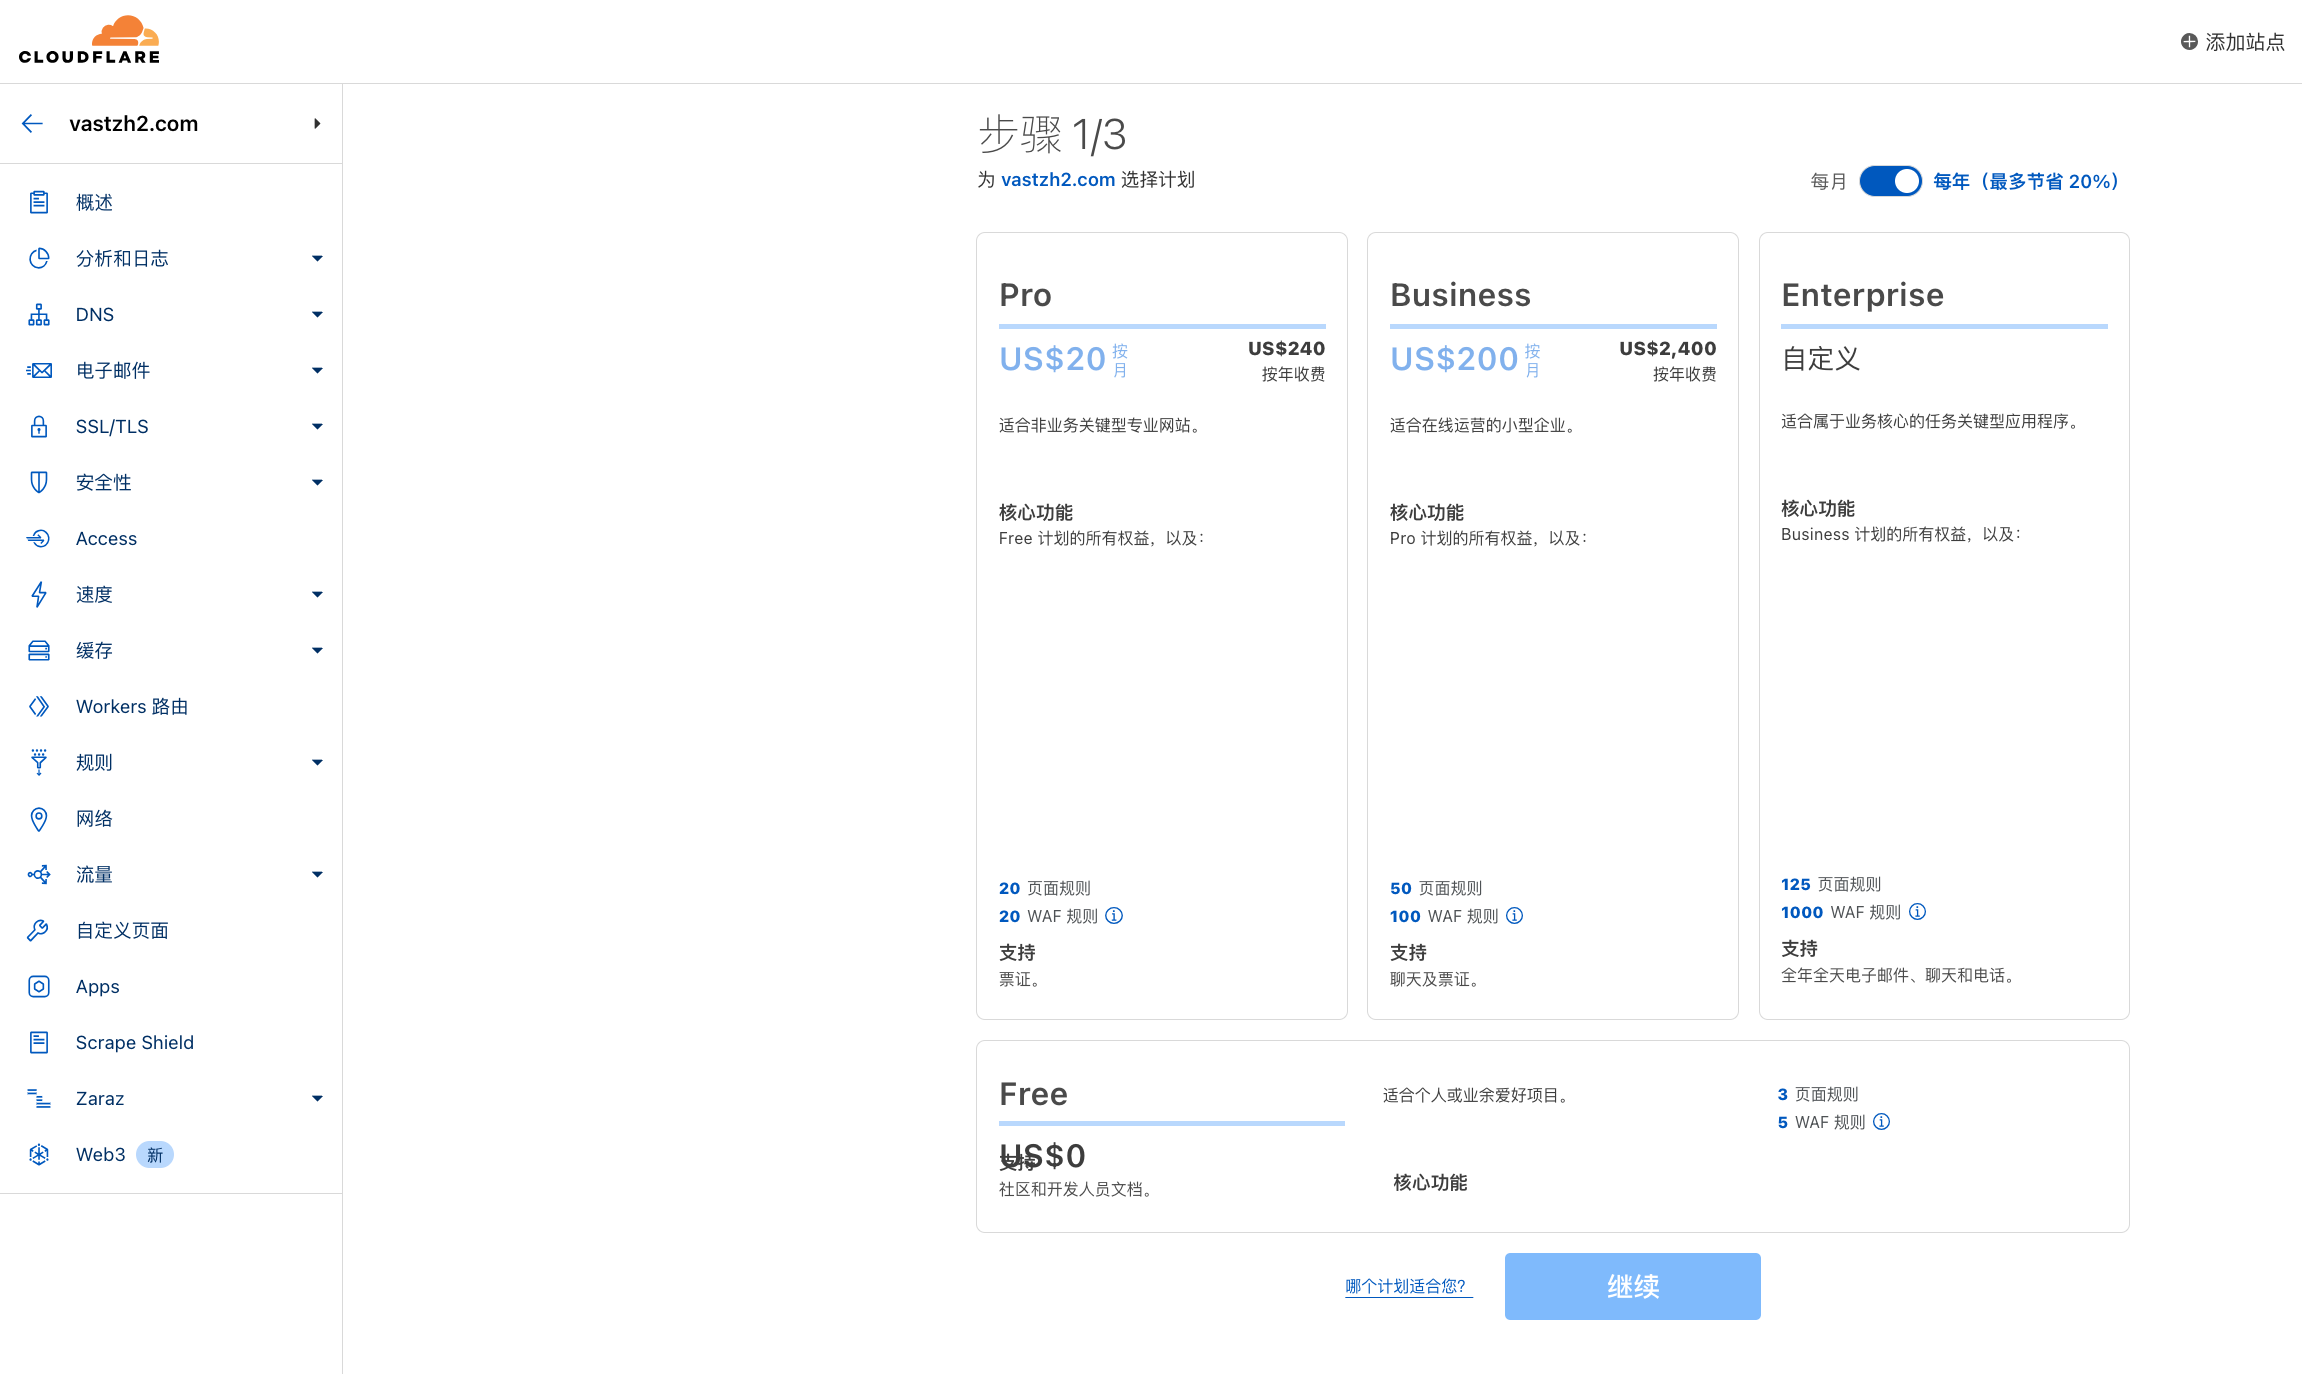 CLOUDFLARE
添加站点
vastzh2.com
概述
分析和日志
DNS
电子邮件
SSL/TLS
安全性
Access
速度
缓存
Workers 路由
规则
网络
流量
自定义页面
Apps
Scrape Shield
Zaraz
Web3 新
步骤 1/3
为 vastzh2.com 选择计划
每月 每年（最多节省 20%）
Pro
US$20 按月
US$240
按年收费
适合非业务关键型专业网站。
核心功能
Free 计划的所有权益，以及：
20 页面规则
20 WAF 规则
支持
票证。
Business
US$200 按月
US$2,400
按年收费
适合在线运营的小型企业。
核心功能
Pro 计划的所有权益，以及：
50 页面规则
100 WAF 规则
支持
聊天及票证。
Enterprise
自定义
适合属于业务核心的任务关键型应用程序。
核心功能
Business 计划的所有权益，以及：
125 页面规则
1000 WAF 规则
支持
全年全天电子邮件、聊天和电话。
Free
US$0
支持
社区和开发人员文档。
适合个人或业余爱好项目。
核心功能
3 页面规则
5 WAF 规则
哪个计划适合您？
继续